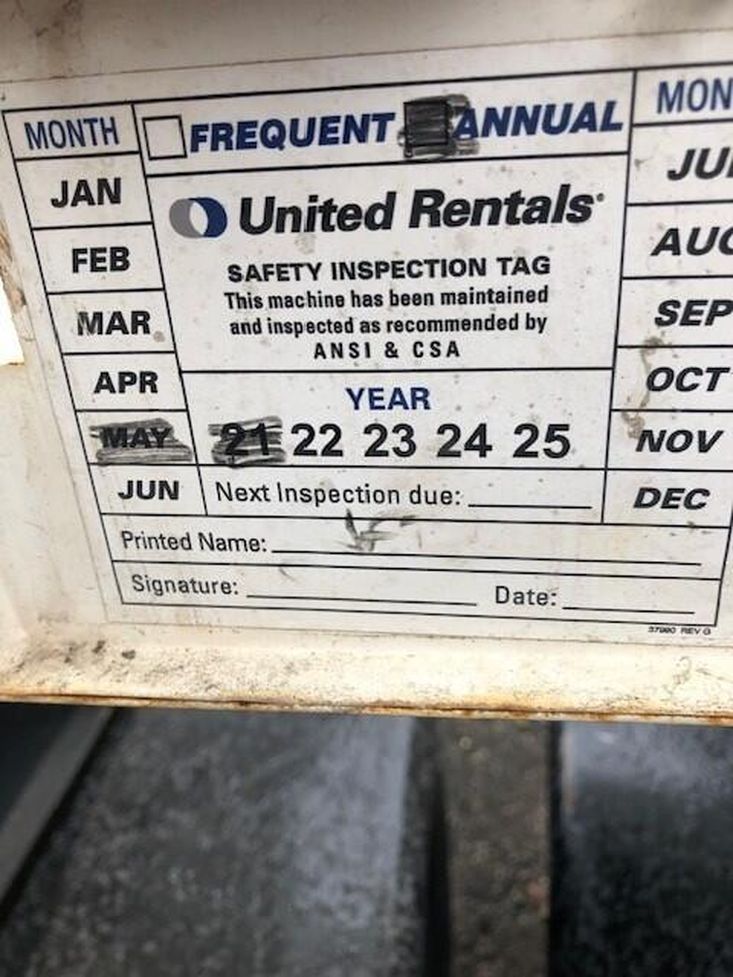 MONTH FREQUENT ANNUAL MON
JAN United Rentals
FEB SAFETY INSPECTION TAG AUG
This machine has been maintained
MAR and inspected as recommended by SEP
ANSI & CSA
APR YEAR OCT
MAY 21 22 23 24 25 NOV
JUN Next Inspection due: DEC
Printed Name:
Signature: Date:
37980 REV G